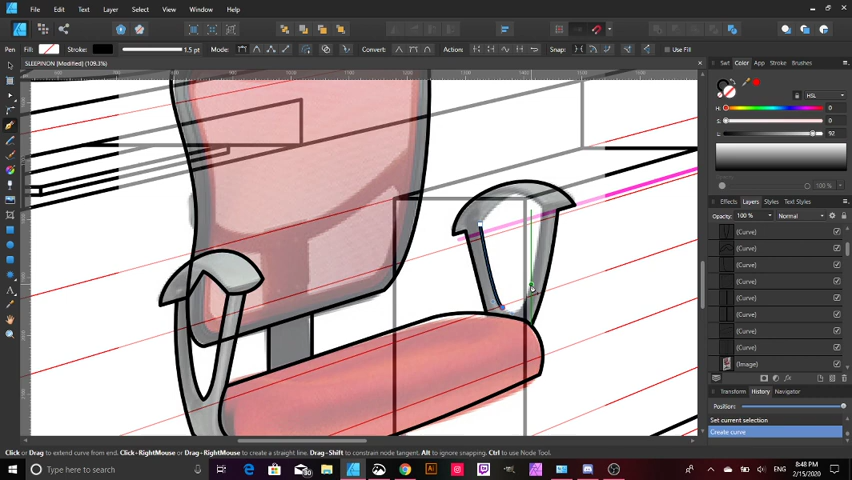 File Edit Text Layer Select View Window Help
Pen Fill: Stroke: 1.5 pt Mode: Convert: Action: Snap: Use Fill
SLEEPINON [Modified] (109.3%)
Set Color App Stroke Brushes
HSL
H: 0
S: 0
L: 92
100 %
Effects Layers Styles Text Styles
Opacity: 100 % Normal
(Curve)
(Curve)
(Curve)
(Curve)
(Curve)
(Curve)
(Curve)
(Curve)
(Image)
Transform History Navigator
Position:
Set current selection
Create curve
Click or Drag to extend curve from end. Click+RightMouse or Drag+RightMouse to create a straight line. Drag+Shift to constrain node tangent. Alt to ignore snapping. Ctrl to use Node Tool.
Type here to search
8:48 PM
2/15/2020